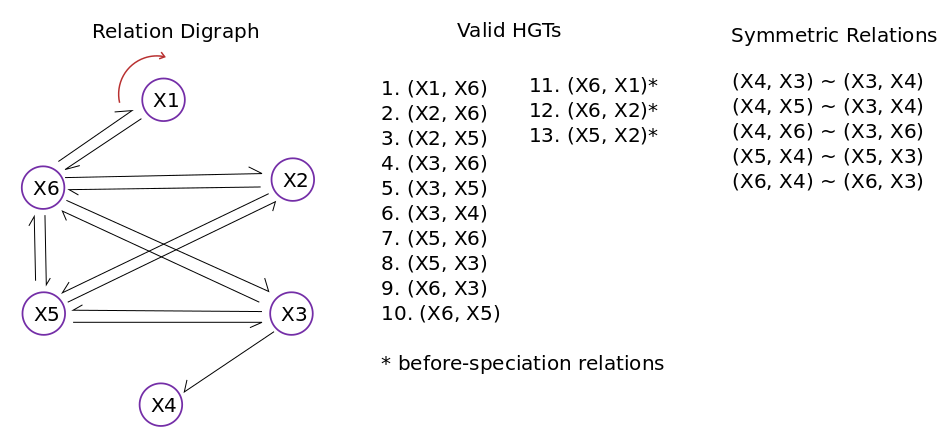 Relation Digraph
X1
X6
X2
X5
X3
X4
Valid HGTs
1. (X1, X6)
2. (X2, X6)
3. (X2, X5)
4. (X3, X6)
5. (X3, X5)
6. (X3, X4)
7. (X5, X6)
8. (X5, X3)
9. (X6, X3)
10. (X6, X5)
11. (X6, X1)*
12. (X6, X2)*
13. (X5, X2)*
* before-speciation relations
Symmetric Relations
(X4, X3) ~ (X3, X4)
(X4, X5) ~ (X3, X4)
(X4, X6) ~ (X3, X6)
(X5, X4) ~ (X5, X3)
(X6, X4) ~ (X6, X3)